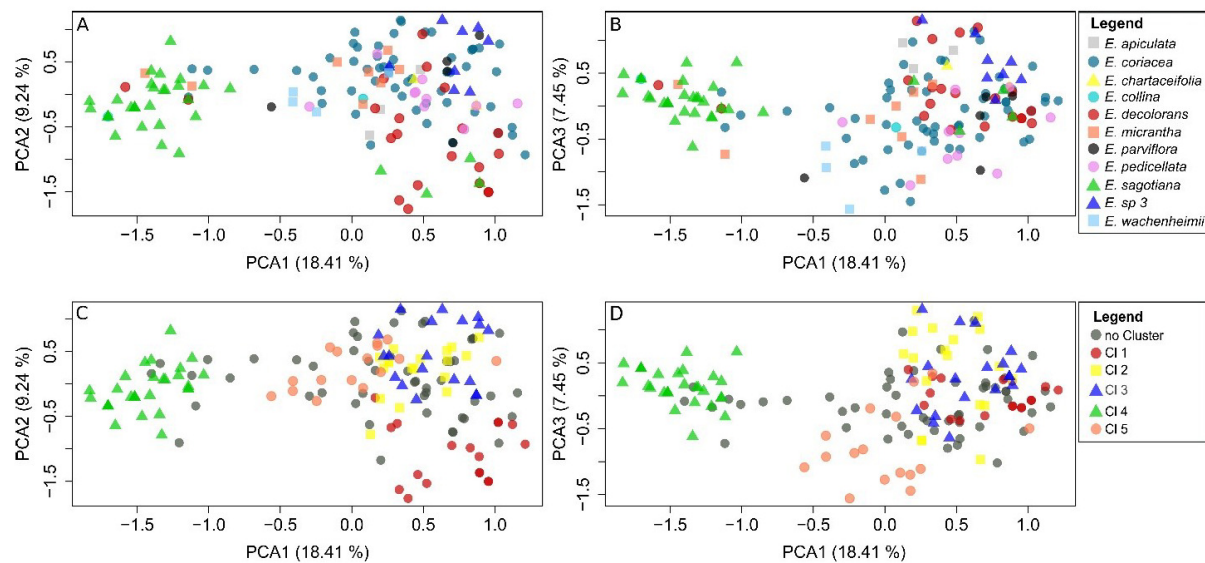 A
PCA2 (9.24 %)
0.5
−0.5
−1.5
−1.5
−1.0
−0.5
0.0
0.5
1.0
PCA1 (18.41 %)
B
PCA3 (7.45 %)
0.5
−0.5
−1.5
−1.5
−1.0
−0.5
0.0
0.5
1.0
PCA1 (18.41 %)
Legend
E. apiculata
E. coriacea
E. chartaceifolia
E. collina
E. decolorans
E. micrantha
E. parviflora
E. pedicellata
E. sagotiana
E. sp 3
E. wachenheimii
C
PCA2 (9.24 %)
0.5
−0.5
−1.5
−1.5
−1.0
−0.5
0.0
0.5
1.0
PCA1 (18.41 %)
D
PCA3 (7.45 %)
0.5
−0.5
−1.5
−1.5
−1.0
−0.5
0.0
0.5
1.0
PCA1 (18.41 %)
Legend
no Cluster
Cl 1
Cl 2
Cl 3
Cl 4
Cl 5